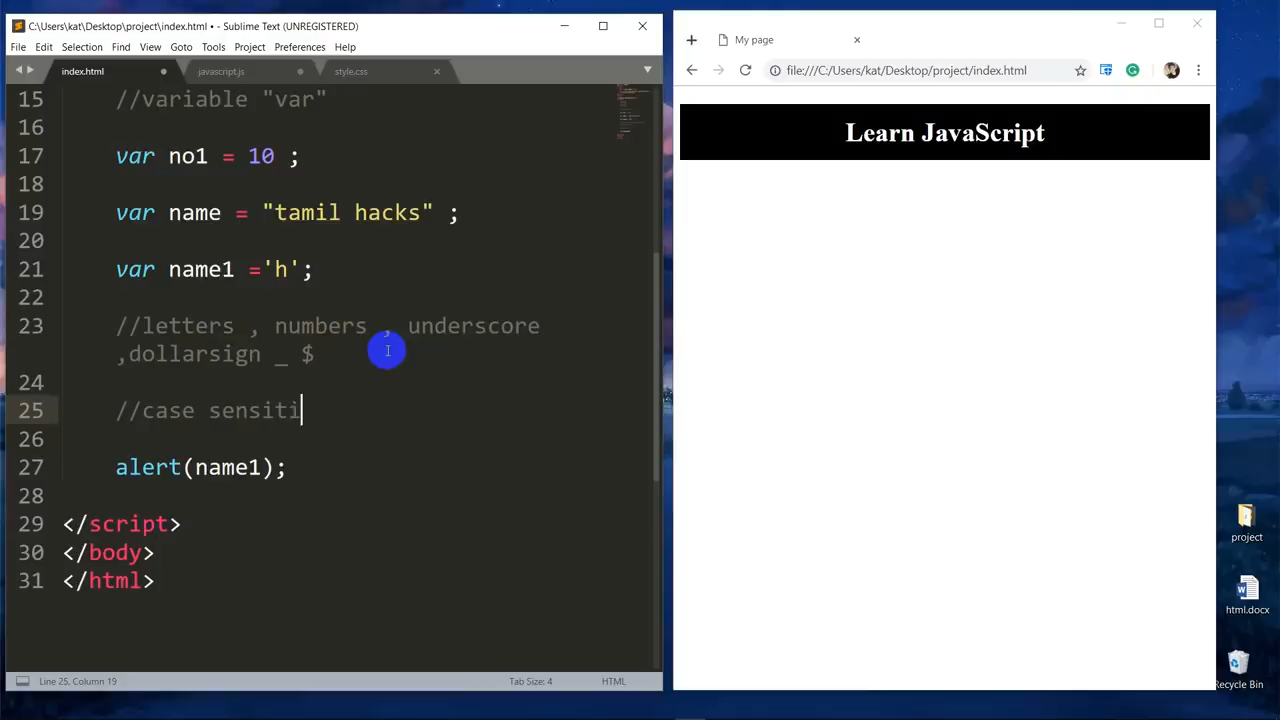 C:\Users\kat\Desktop\project\index.html • - Sublime Text (UNREGISTERED)
File Edit Selection Find View Goto Tools Project Preferences Help
index.html javascript.js style.css
15 //variable "var"
16
17 var no1 = 10 ;
18
19 var name = "tamil hacks" ;
20
21 var name1 ='h';
22
23 //letters , numbers , underscore
,dollarsign _ $
24
25 //case sensiti
26
27 alert(name1);
28
29 </script>
30 </body>
31 </html>
Line 25, Column 19 Tab Size: 4 HTML
My page
file:///C:/Users/kat/Desktop/project/index.html
Learn JavaScript
project
html.docx
Recycle Bin